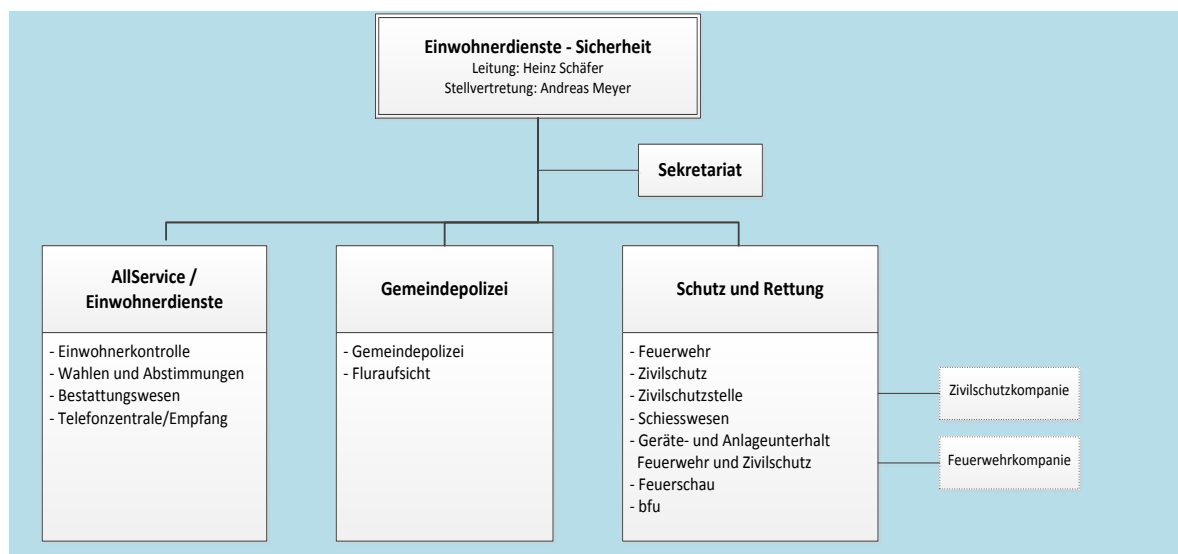 Einwohnerdienste - Sicherheit
Leitung: Heinz Schäfer
Stellvertretung: Andreas Meyer
Sekretariat
AllService /
Einwohnerdienste
- Einwohnerkontrolle
- Wahlen und Abstimmungen
- Bestattungswesen
- Telefonzentrale/Empfang
Gemeindepolizei
- Gemeindepolizei
- Fluraufsicht
Schutz und Rettung
- Feuerwehr
- Zivilschutz
- Zivilschutzstelle
- Schiesswesen
- Geräte- und Anlageunterhalt
Feuerwehr und Zivilschutz
- Feuerschau
- bfu
Zivilschutzkompanie
Feuerwehrkompanie